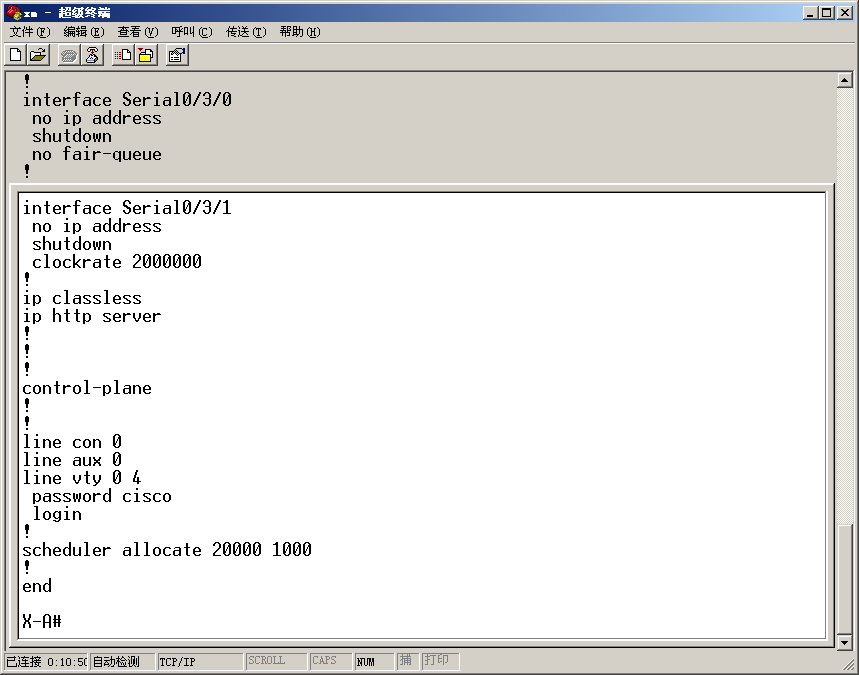 xm - 超级终端
文件(F) 编辑(E) 查看(V) 呼叫(C) 传送(T) 帮助(H)
!
interface Serial0/3/0
 no ip address
 shutdown
 no fair-queue
!
interface Serial0/3/1
 no ip address
 shutdown
 clockrate 2000000
!
ip classless
ip http server
!
!
!
control-plane
!
!
line con 0
line aux 0
line vty 0 4
 password cisco
 login
!
scheduler allocate 20000 1000
!
end
X-A#
已连接 0:10:50 自动检测 TCP/IP SCROLL CAPS NUM 捕 打印